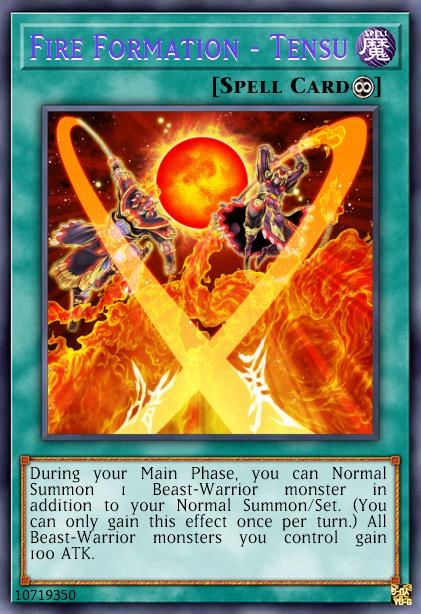 FIRE FORMATION - TENSU
SPELL
魔
[SPELL CARD]
During your Main Phase, you can Normal
Summon 1 Beast-Warrior monster in
addition to your Normal Summon/Set. (You
can only gain this effect once per turn.) All
Beast-Warrior monsters you control gain
100 ATK.
10719350